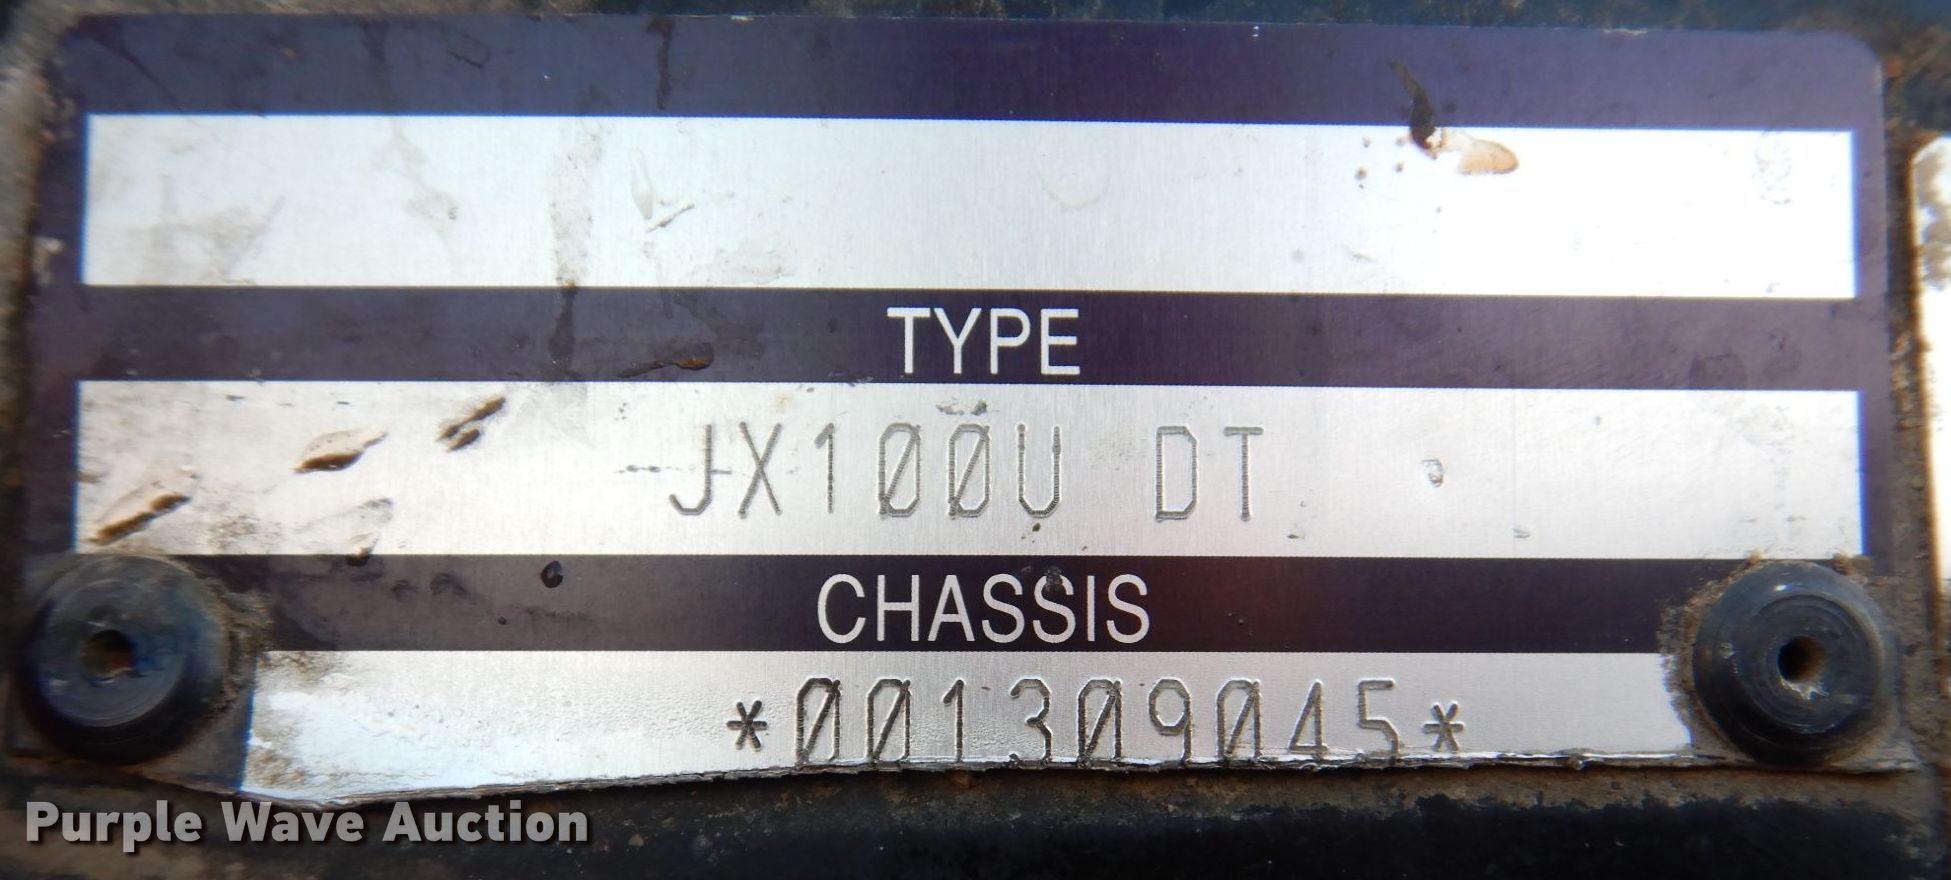 TYPE
JX100U DT
CHASSIS
*001309045*
Purple Wave Auction